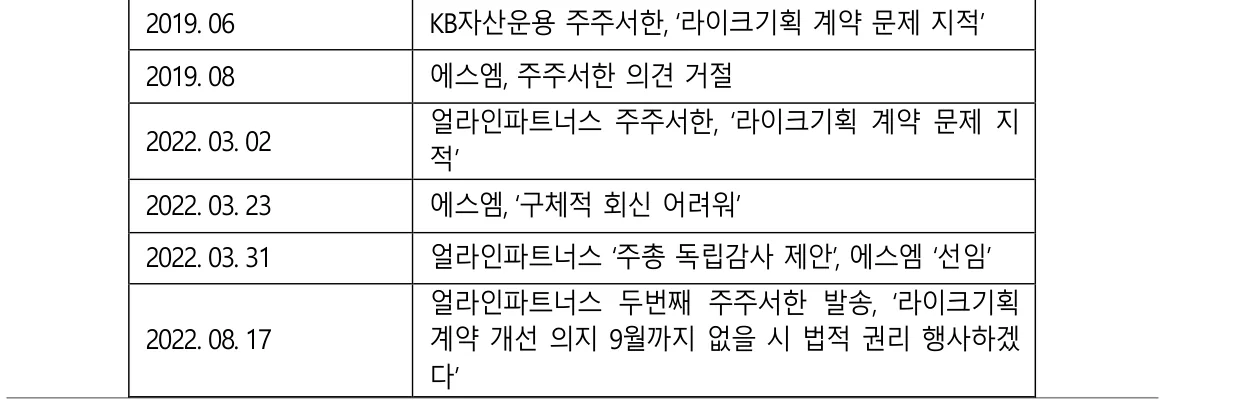 2019. 06 KB자산운용 주주서한, ‘라이크기획 계약 문제 지적’
2019. 08 에스엠, 주주서한 의견 거절
2022. 03. 02 얼라인파트너스 주주서한, ‘라이크기획 계약 문제 지
적’
2022. 03. 23 에스엠, ‘구체적 회신 어려워’
2022. 03. 31 얼라인파트너스 ‘주총 독립감사 제안’, 에스엠 ‘선임’
2022. 08. 17 얼라인파트너스 두번째 주주서한 발송, ‘라이크기획
계약 개선 의지 9월까지 없을 시 법적 권리 행사하겠
다’